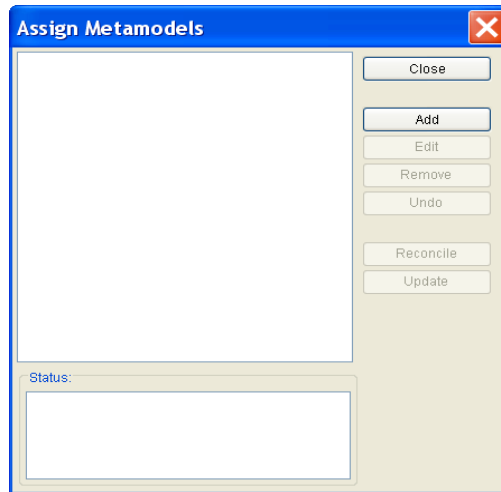 Assign Metamodels
Close
Add
Edit
Remove
Undo
Reconcile
Update
Status: